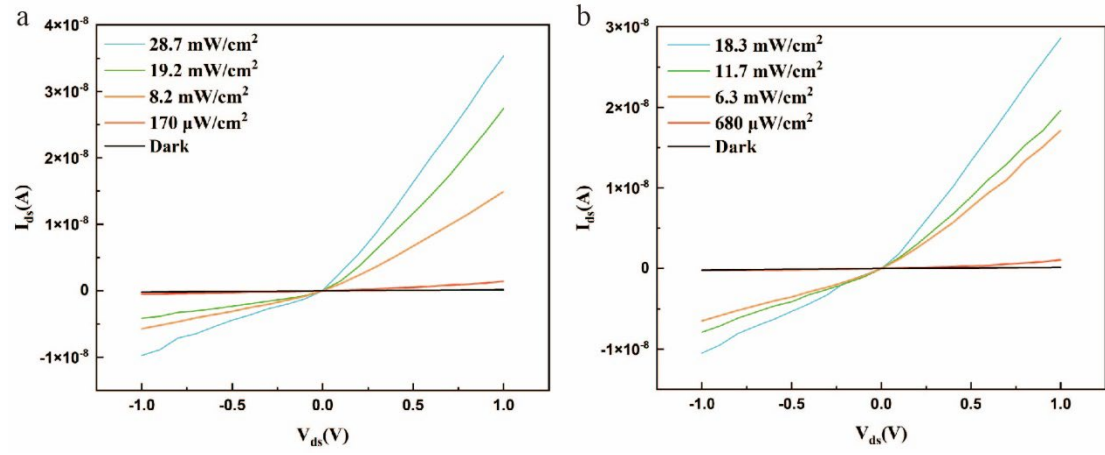 a
4×10⁻⁸
3×10⁻⁸
2×10⁻⁸
1×10⁻⁸
0
-1×10⁻⁸
I_ds(A)
28.7 mW/cm²
19.2 mW/cm²
8.2 mW/cm²
170 μW/cm²
Dark
-1.0 -0.5 0.0 0.5 1.0
V_ds(V)
b
3×10⁻⁸
2×10⁻⁸
1×10⁻⁸
0
-1×10⁻⁸
I_ds(A)
18.3 mW/cm²
11.7 mW/cm²
6.3 mW/cm²
680 μW/cm²
Dark
-1.0 -0.5 0.0 0.5 1.0
V_ds(V)